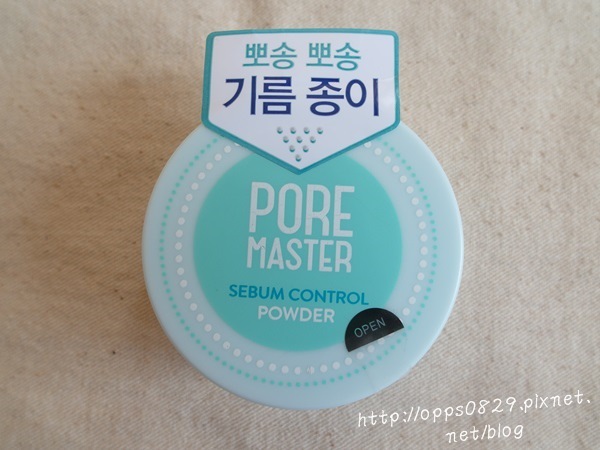 뽀송 뽀송
기름 종이
PORE
MASTER
SEBUM CONTROL
POWDER
OPEN
http://opps0829.pixnet.
net/blog